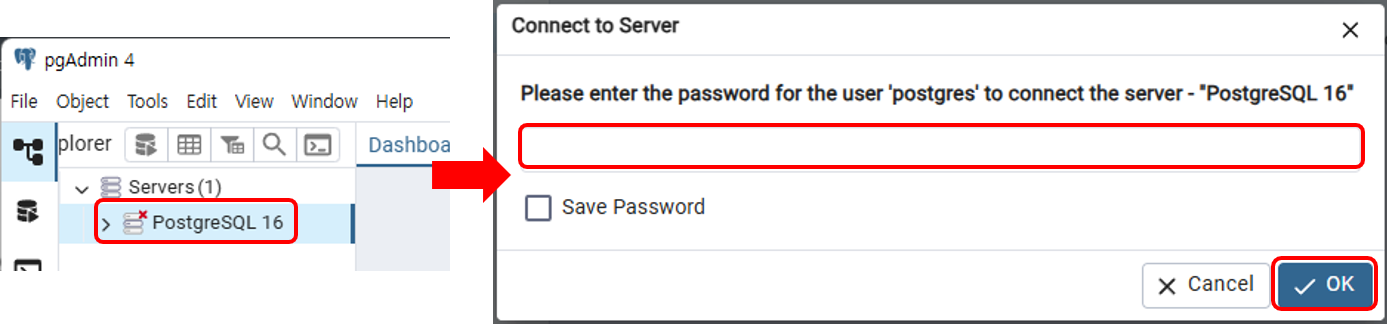 pgAdmin 4
File Object Tools Edit View Window Help
plorer
Dashboa
Servers (1)
PostgreSQL 16
Connect to Server
Please enter the password for the user 'postgres' to connect the server - "PostgreSQL 16"
Save Password
Cancel
OK